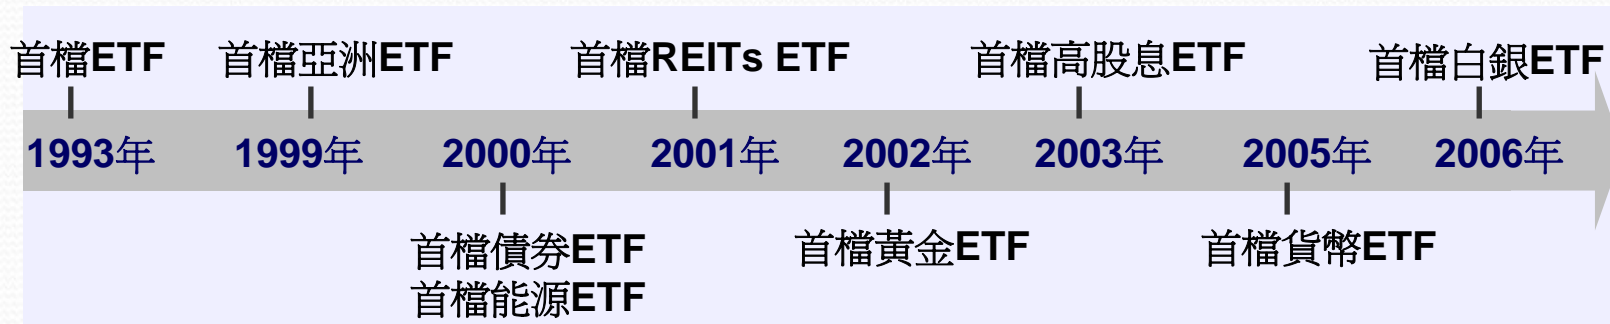 首檔ETF
首檔亞洲ETF
首檔REITs ETF
首檔高股息ETF
首檔白銀ETF
1993年
1999年
2000年
2001年
2002年
2003年
2005年
2006年
首檔債券ETF
首檔能源ETF
首檔黃金ETF
首檔貨幣ETF